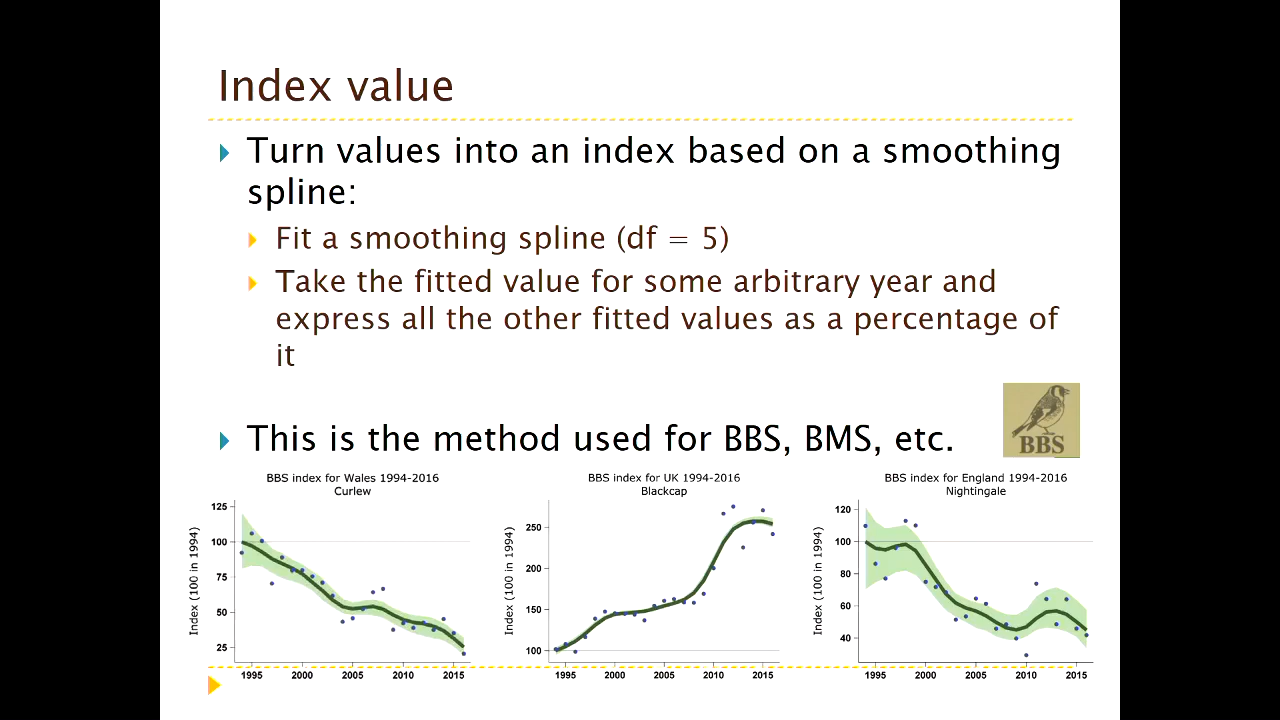 Index value
Turn values into an index based on a smoothing
spline:
Fit a smoothing spline (df = 5)
Take the fitted value for some arbitrary year and
express all the other fitted values as a percentage of
it
This is the method used for BBS, BMS, etc.
BBS
BBS index for Wales 1994-2016
Curlew
Index (100 in 1994)
125
100
75
50
25
1995 2000 2005 2010 2015
BBS index for UK 1994-2016
Blackcap
Index (100 in 1994)
250
200
150
100
1995 2000 2005 2010 2015
BBS index for England 1994-2016
Nightingale
Index (100 in 1994)
120
100
80
60
40
1995 2000 2005 2010 2015